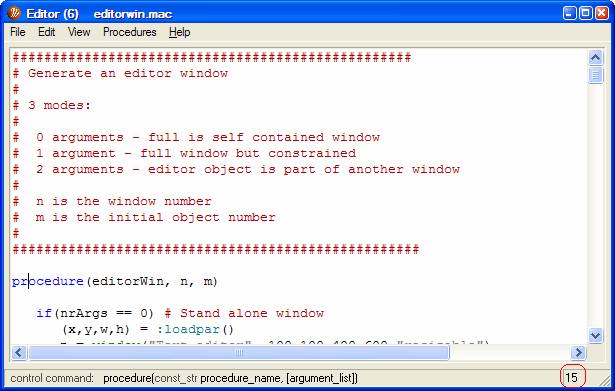 Editor (6) editorwin.mac
File Edit View Procedures Help
##################################################
# Generate an editor window
#
# 3 modes:
#
#  0 arguments - full is self contained window
#  1 argument - full window but constrained
#  2 arguments - editor object is part of another window
#
#  n is the window number
#  m is the initial object number
#
###################################################
procedure(editorWin, n, m)
if(nrArgs == 0) # Stand alone window
(x,y,w,h) = :loadpar()
control command: procedure(const_str procedure_name, [argument_list]) 15